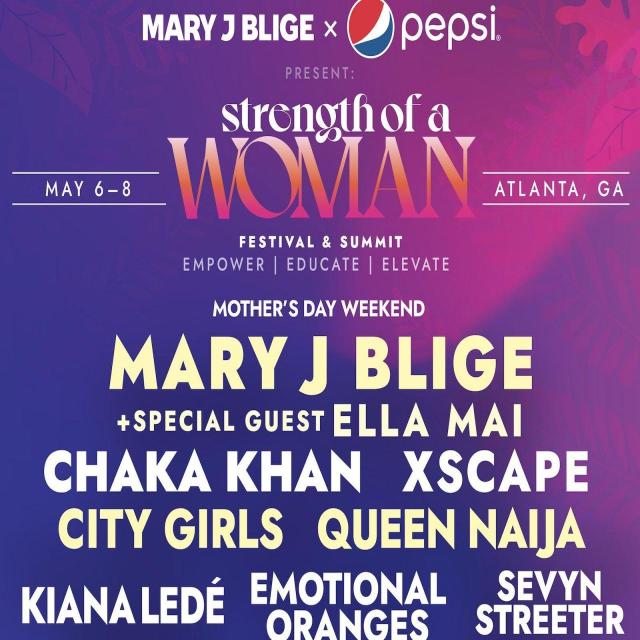 MARY J BLIGE × pepsi®
PRESENT:
strength of a
WOMAN
MAY 6–8
ATLANTA, GA
FESTIVAL & SUMMIT
EMPOWER | EDUCATE | ELEVATE
MOTHER'S DAY WEEKEND
MARY J BLIGE
+SPECIAL GUEST ELLA MAI
CHAKA KHAN XSCAPE
CITY GIRLS QUEEN NAIJA
KIANA LEDÉ
EMOTIONAL
ORANGES
SEVYN
STREETER